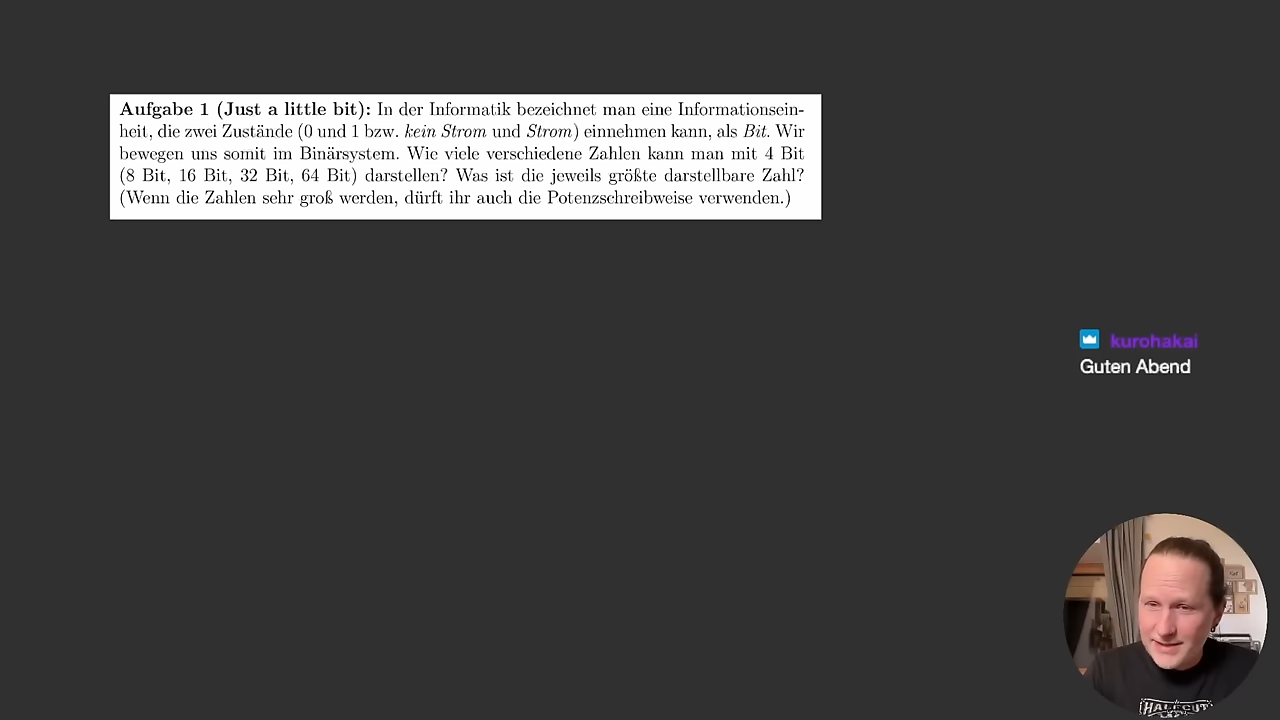 Aufgabe 1 (Just a little bit): In der Informatik bezeichnet man eine Informationsein-
heit, die zwei Zustände (0 und 1 bzw. kein Strom und Strom) einnehmen kann, als Bit. Wir
bewegen uns somit im Binärsystem. Wie viele verschiedene Zahlen kann man mit 4 Bit
(8 Bit, 16 Bit, 32 Bit, 64 Bit) darstellen? Was ist die jeweils größte darstellbare Zahl?
(Wenn die Zahlen sehr groß werden, dürft ihr auch die Potenzschreibweise verwenden.)
kurohakai
Guten Abend
HALFCUT